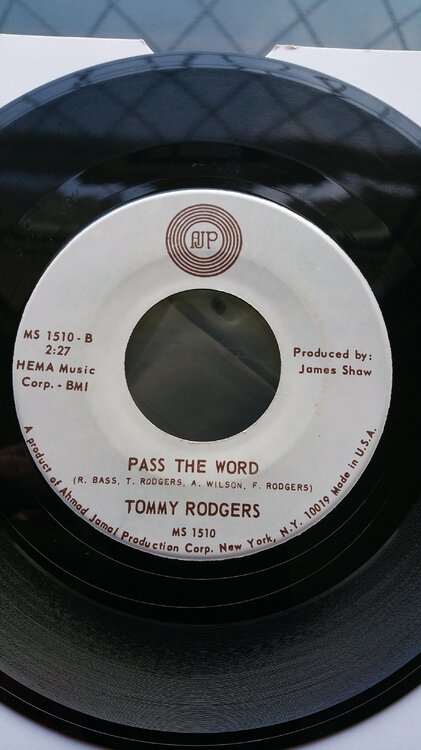 AJP
MS 1510 - B
2:27
HEMA Music
Corp. - BMI
Produced by:
James Shaw
PASS THE WORD
(R. BASS, T. RODGERS, A. WILSON, F. RODGERS)
TOMMY RODGERS
MS 1510
A product of Ahmad Jamal Production Corp. New York, N.Y. 10019 Made in U.S.A.